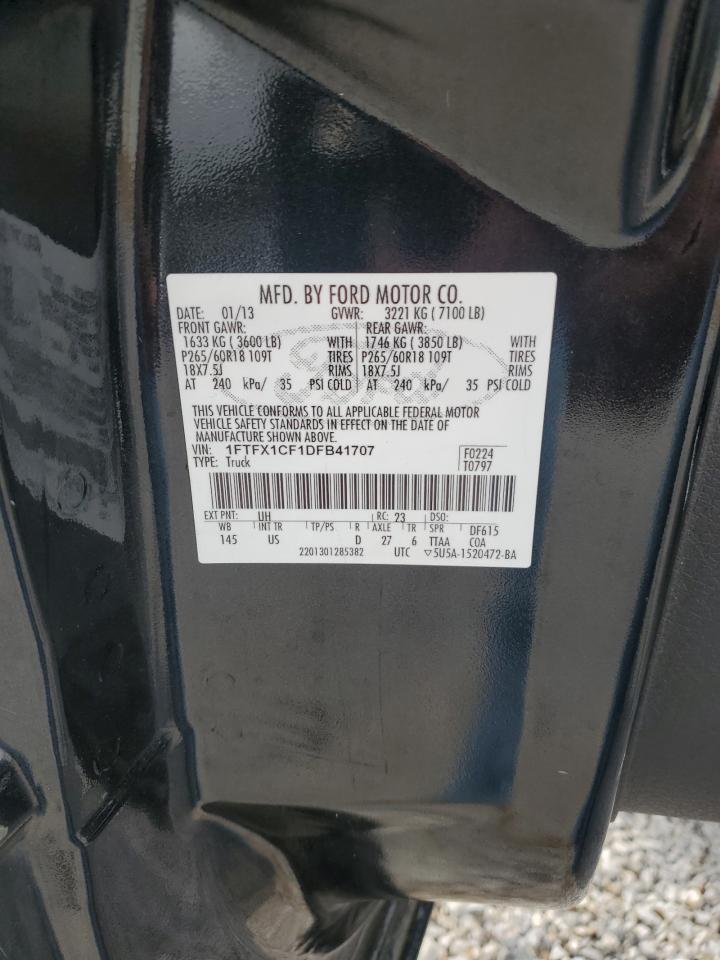 MFD. BY FORD MOTOR CO.
DATE: 01/13 GVWR: 3221 KG ( 7100 LB)
FRONT GAWR: REAR GAWR:
1633 KG ( 3600 LB) WITH 1746 KG ( 3850 LB) WITH
P265/60R18 109T TIRES P265/60R18 109T TIRES
18X7.5J RIMS 18X7.5J RIMS
AT 240 kPa/ 35 PSI COLD AT 240 kPa/ 35 PSI COLD
THIS VEHICLE CONFORMS TO ALL APPLICABLE FEDERAL MOTOR
VEHICLE SAFETY STANDARDS IN EFFECT ON THE DATE OF
MANUFACTURE SHOWN ABOVE.
VIN: 1FTFX1CF1DFB41707 F0224
TYPE: Truck T0797
EXT PNT: UH RC: 23 DSO:
WB INT TR TP/PS R AXLE TR SPR DF615
145 US D 27 6 TTAA COA
2201301285382 UTC ▽5U5A-1520472-BA